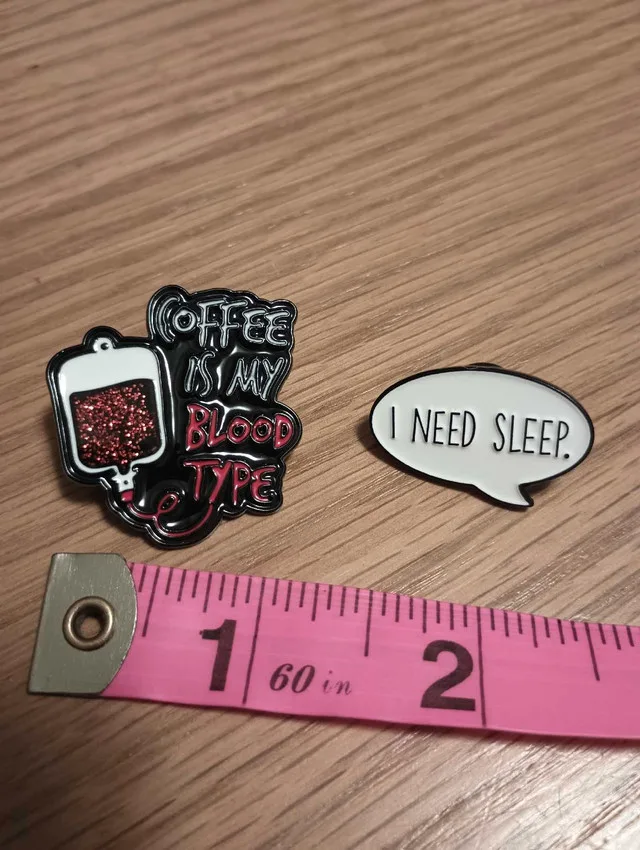 COFFEE
IS MY
BLOOD
TYPE
I NEED SLEEP.
1 60 in 2